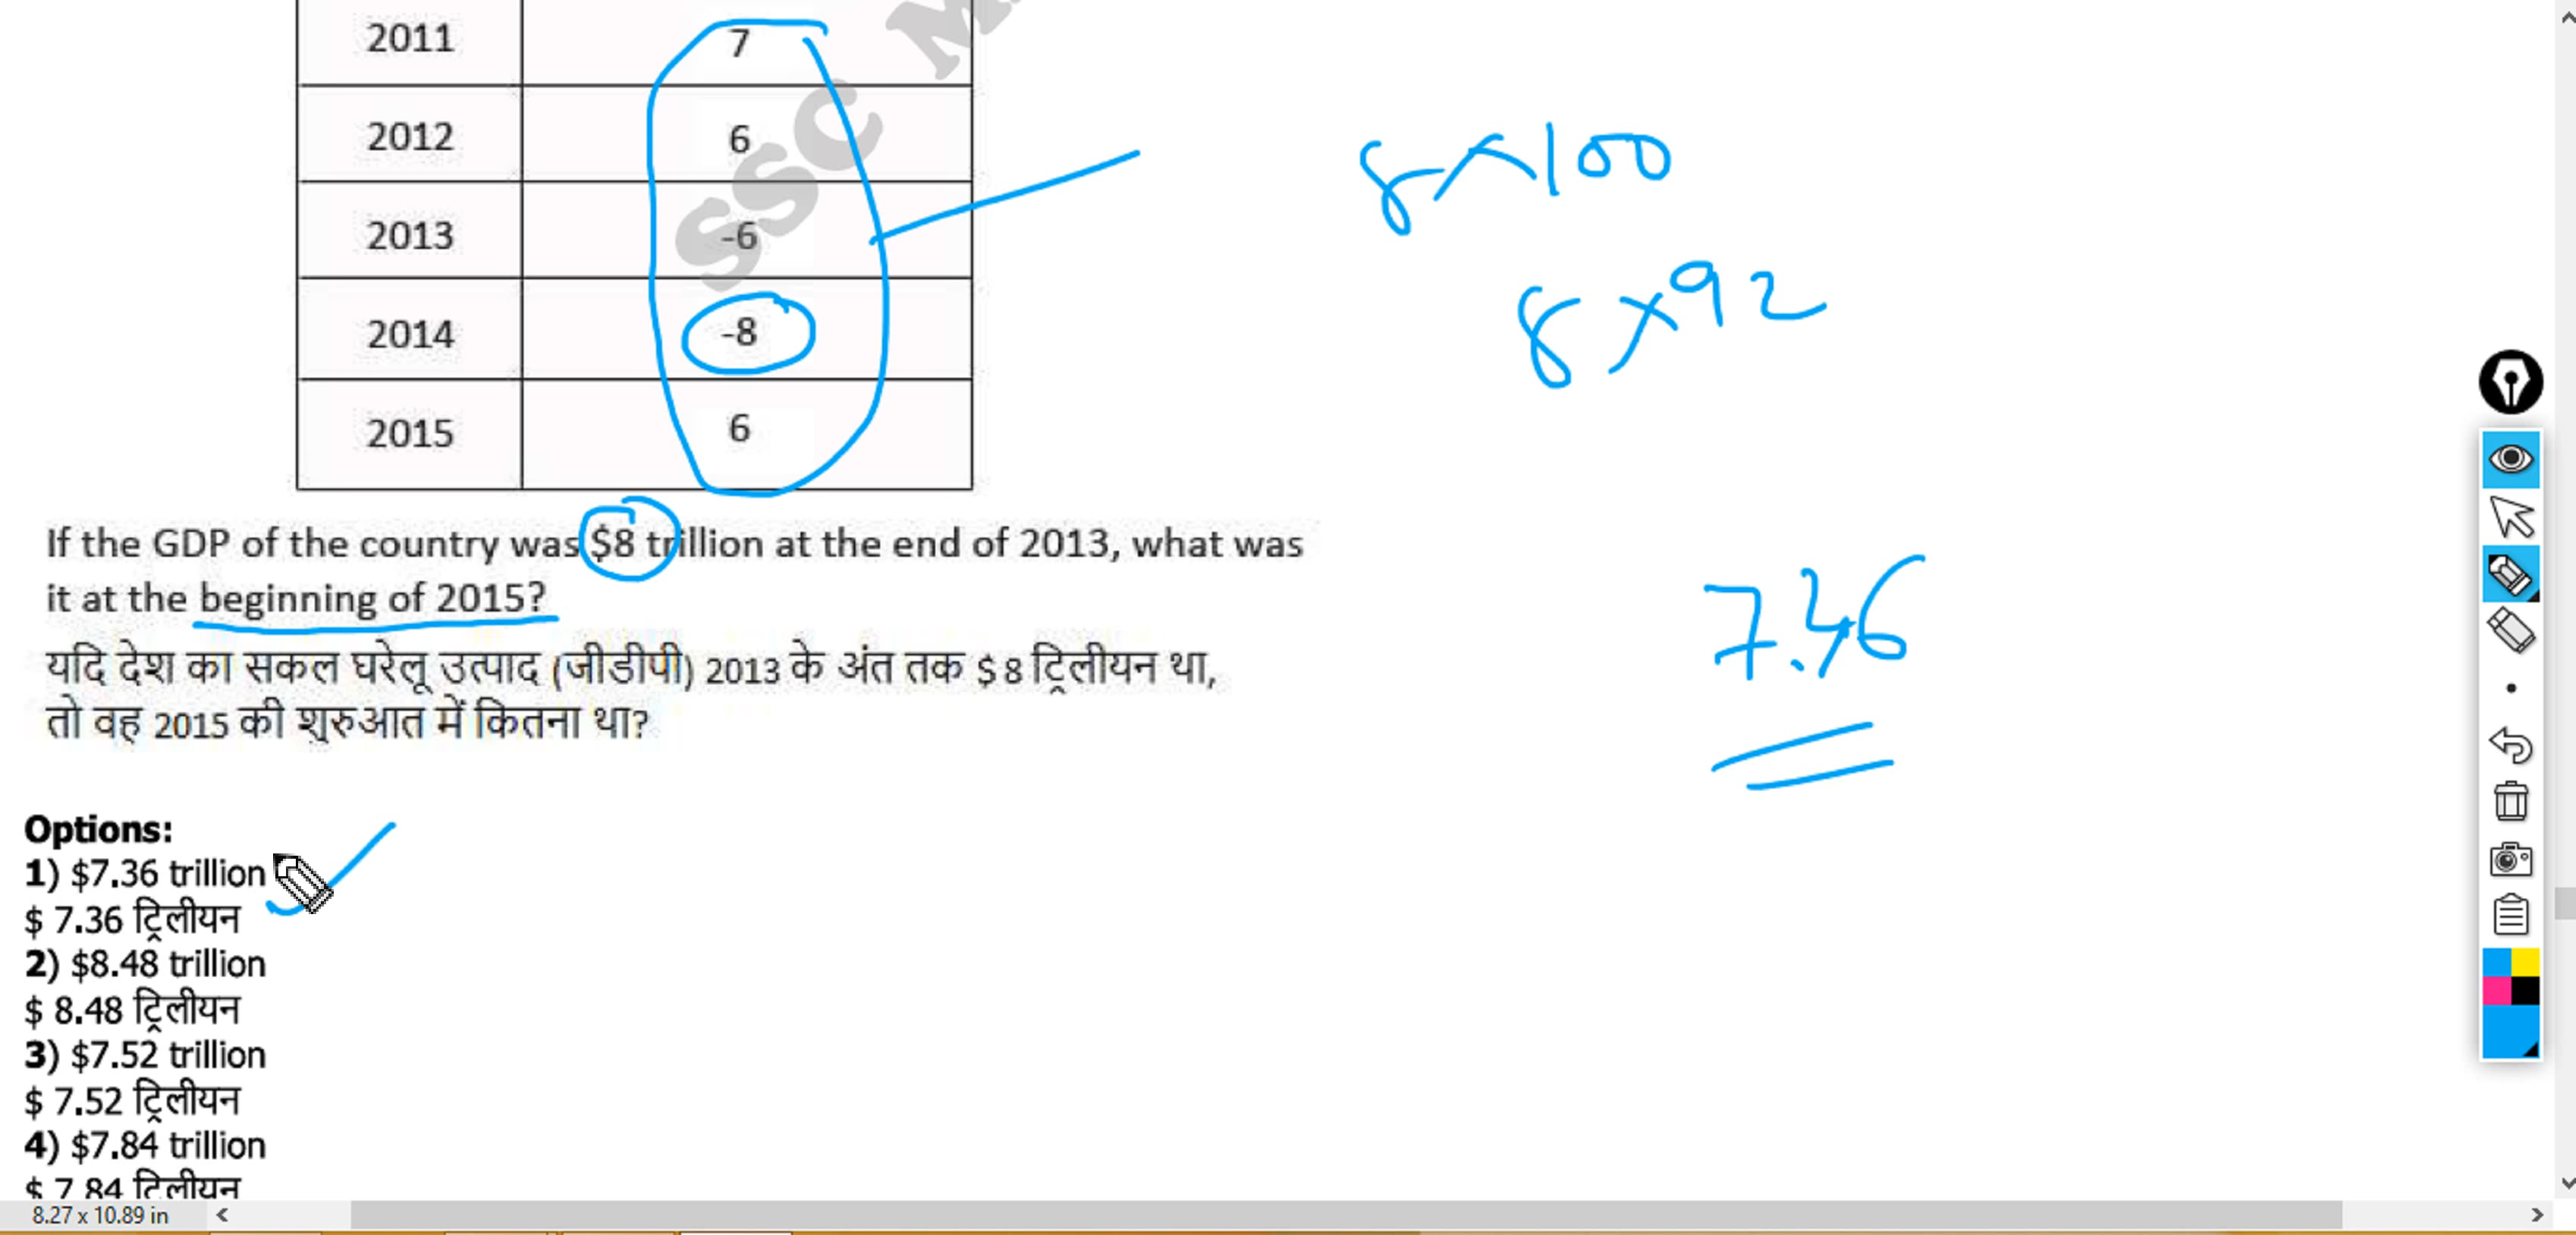 2011 7
2012 6
2013 -6
2014 -8
2015 6
SSC
8×100
8×92
7.36
If the GDP of the country was $8 trillion at the end of 2013, what was
it at the beginning of 2015?
यदि देश का सकल घरेलू उत्पाद (जीडीपी) 2013 के अंत तक $ 8 ट्रिलीयन था,
तो वह 2015 की शुरुआत में कितना था?
Options:
1) $7.36 trillion
$ 7.36 ट्रिलीयन
2) $8.48 trillion
$ 8.48 ट्रिलीयन
3) $7.52 trillion
$ 7.52 ट्रिलीयन
4) $7.84 trillion
$ 7.84 ट्रिलीयन
8.27 x 10.89 in